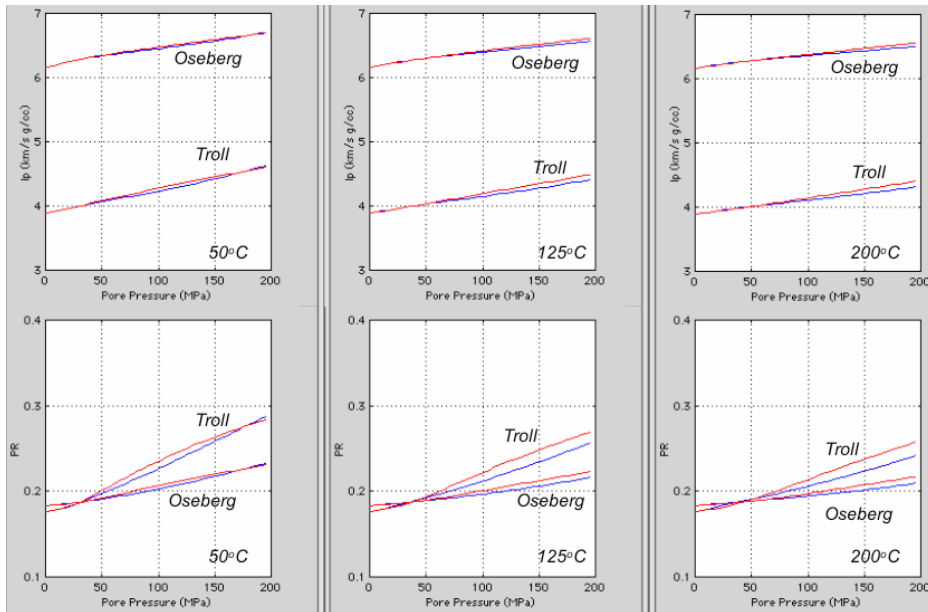 7
6
5
4
3
Ip (km/s g/cc)
Oseberg
Troll
50°C
0 50 100 150 200
Pore Pressure (MPa)
7
6
5
4
3
Ip (km/s g/cc)
Oseberg
Troll
125°C
0 50 100 150 200
Pore Pressure (MPa)
7
6
5
4
3
Ip (km/s g/cc)
Oseberg
Troll
200°C
0 50 100 150 200
Pore Pressure (MPa)
0.4
0.3
0.2
0.1
PR
Troll
Oseberg
50°C
0 50 100 150 200
Pore Pressure (MPa)
0.4
0.3
0.2
0.1
PR
Troll
Oseberg
125°C
0 50 100 150 200
Pore Pressure (MPa)
0.4
0.3
0.2
0.1
PR
Troll
Oseberg
200°C
0 50 100 150 200
Pore Pressure (MPa)